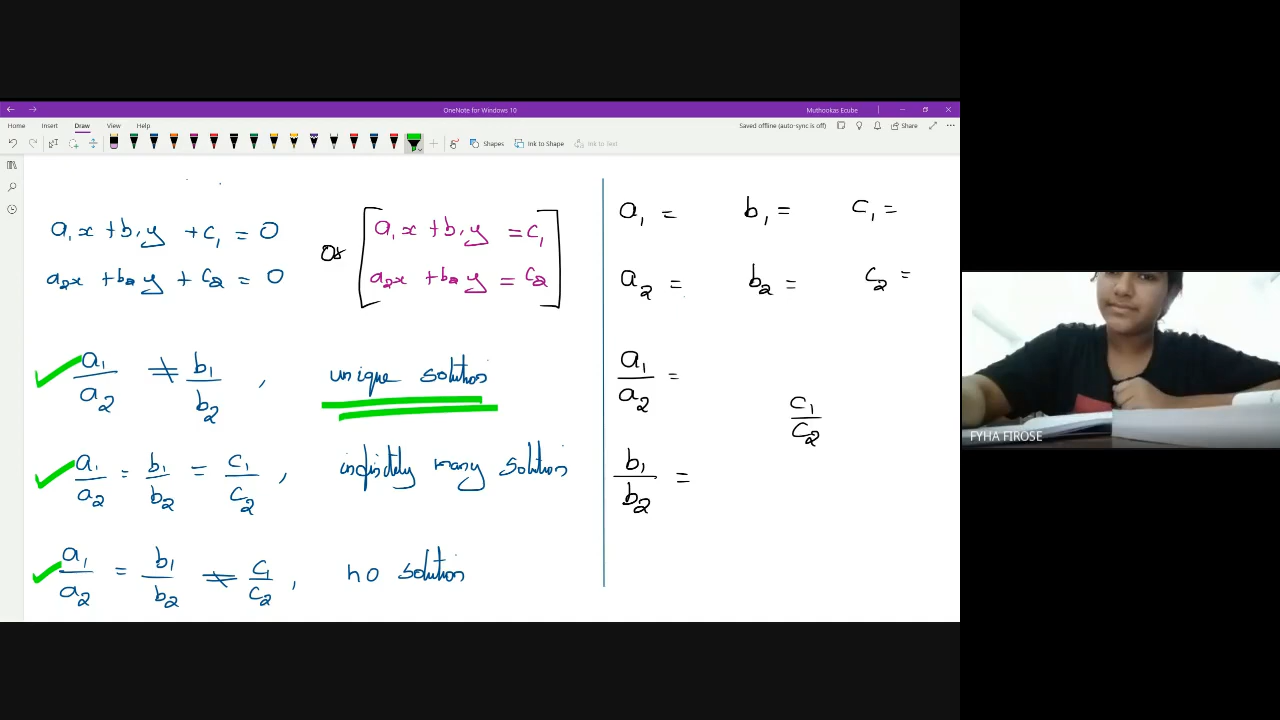 OneNote for Windows 10
Muthookas Ecube
Home Insert Draw View Help
Saved offline (auto-sync is off) Share
Shapes Ink to Shape Ink to Text
a₁x + b₁y + c₁ = 0
a₂x + b₂y + c₂ = 0
Or
a₁x + b₁y = c₁
a₂x + b₂y = c₂
a₁/a₂ ≠ b₁/b₂ , unique solution
a₁/a₂ = b₁/b₂ = c₁/c₂ , infinitely many solution
a₁/a₂ = b₁/b₂ ≠ c₁/c₂ , no solution
a₁ = b₁ = c₁ =
a₂ = b₂ = c₂ =
a₁/a₂ =
c₁/c₂
b₁/b₂ =
FYHA FIROSE